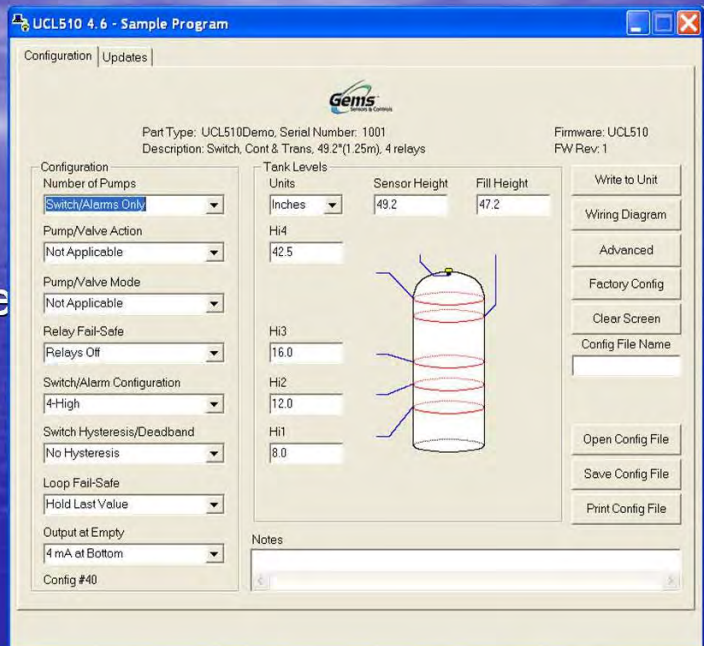 UCL510 4.6 - Sample Program
Configuration Updates
Gems
Sensors & Controls
Part Type: UCL510Demo, Serial Number: 1001
Description: Switch, Cont & Trans, 49.2"(1.25m), 4 relays
Firmware: UCL510
FW Rev: 1
Configuration
Number of Pumps
Switch/Alarms Only
Pump/Valve Action
Not Applicable
Pump/Valve Mode
Not Applicable
Relay Fail-Safe
Relays Off
Switch/Alarm Configuration
4-High
Switch Hysteresis/Deadband
No Hysteresis
Loop Fail-Safe
Hold Last Value
Output at Empty
4 mA at Bottom
Config #40
Tank Levels
Units Sensor Height Fill Height
Inches 49.2 47.2
Hi4
42.5
Hi3
16.0
Hi2
12.0
Hi1
8.0
Notes
Write to Unit
Wiring Diagram
Advanced
Factory Config
Clear Screen
Config File Name
Open Config File
Save Config File
Print Config File
e